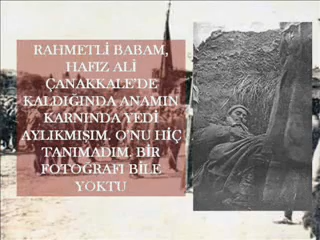 RAHMETLİ BABAM,
HAFIZ ALİ
ÇANAKKALE'DE
KALDIĞINDA ANAMIN
KARNINDA YEDİ
AYLIKMIŞIM. O'NU HİÇ
TANIMADIM. BİR
FOTOĞRAFI BİLE
YOKTU